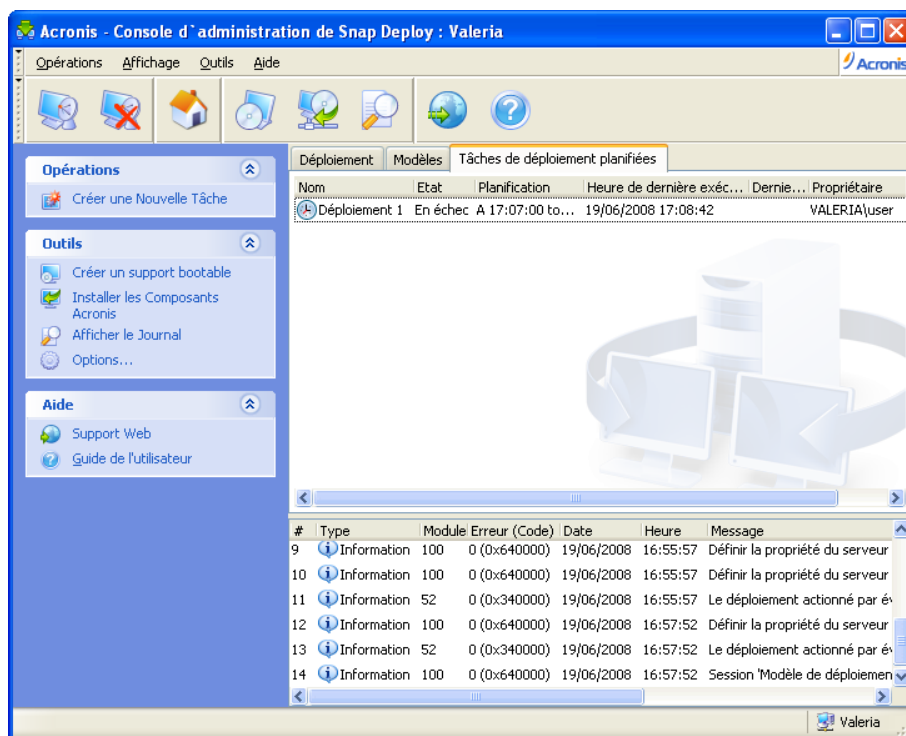 Acronis - Console d`administration de Snap Deploy : Valeria
Opérations Affichage Outils Aide
Acronis
Opérations
Créer une Nouvelle Tâche
Outils
Créer un support bootable
Installer les Composants
Acronis
Afficher le Journal
Options...
Aide
Support Web
Guide de l'utilisateur
Déploiement Modèles Tâches de déploiement planifiées
Nom Etat Planification Heure de dernière exéc... Dernie... Propriétaire
Déploiement 1 En échec A 17:07:00 to... 19/06/2008 17:08:42 VALERIA\user
# Type Module Erreur (Code) Date Heure Message
9 Information 100 0 (0x640000) 19/06/2008 16:55:57 Définir la propriété du serveur
10 Information 100 0 (0x640000) 19/06/2008 16:55:57 Définir la propriété du serveur
11 Information 52 0 (0x340000) 19/06/2008 16:55:57 Le déploiement actionné par év
12 Information 100 0 (0x640000) 19/06/2008 16:57:52 Définir la propriété du serveur
13 Information 52 0 (0x340000) 19/06/2008 16:57:52 Le déploiement actionné par év
14 Information 100 0 (0x640000) 19/06/2008 16:57:52 Session 'Modèle de déploiemen
Valeria